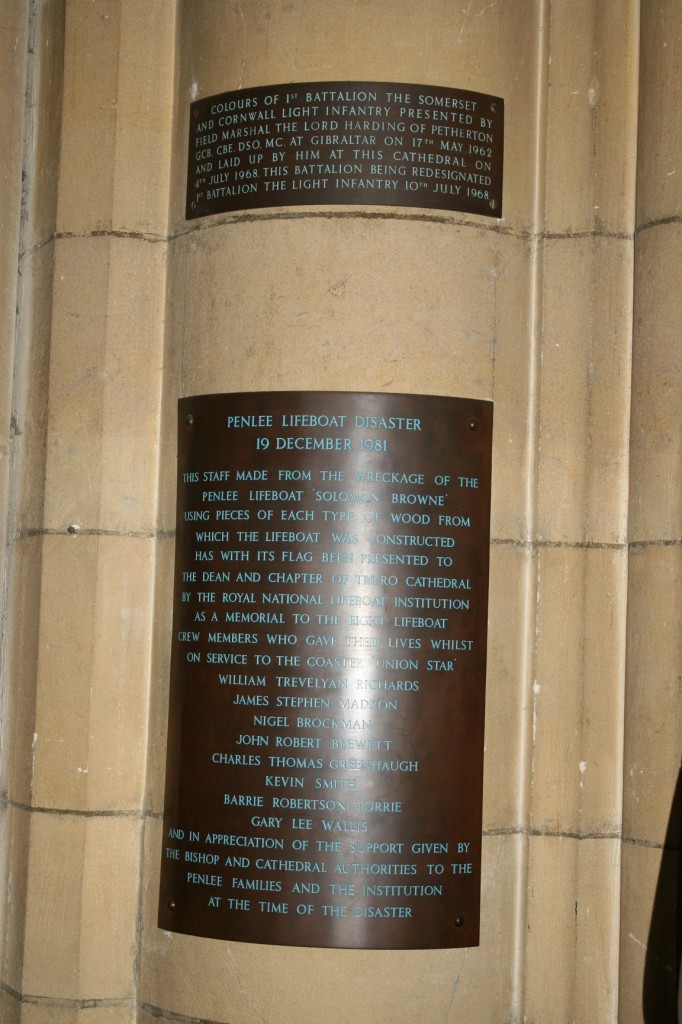 COLOURS OF 1ST BATTALION THE SOMERSET
AND CORNWALL LIGHT INFANTRY PRESENTED BY
FIELD MARSHAL THE LORD HARDING OF PETHERTON
GCB. CBE. DSO. MC. AT GIBRALTAR ON 17TH MAY 1962
AND LAID UP BY HIM AT THIS CATHEDRAL ON
4TH JULY 1968. THIS BATTALION BEING REDESIGNATED
1ST BATTALION THE LIGHT INFANTRY 10TH JULY 1968
PENLEE LIFEBOAT DISASTER
19 DECEMBER 1981
THIS STAFF MADE FROM THE WRECKAGE OF THE
PENLEE LIFEBOAT 'SOLOMON BROWNE'
USING PIECES OF EACH TYPE OF WOOD FROM
WHICH THE LIFEBOAT WAS CONSTRUCTED
HAS WITH ITS FLAG BEEN PRESENTED TO
THE DEAN AND CHAPTER OF TRURO CATHEDRAL
BY THE ROYAL NATIONAL LIFEBOAT INSTITUTION
AS A MEMORIAL TO THE EIGHT LIFEBOAT
CREW MEMBERS WHO GAVE THEIR LIVES WHILST
ON SERVICE TO THE COASTER 'UNION STAR'
WILLIAM TREVELYAN RICHARDS
JAMES STEPHEN MADRON
NIGEL BROCKMAN
JOHN ROBERT BLEWETT
CHARLES THOMAS GREENHAUGH
KEVIN SMITH
BARRIE ROBERTSON TORRIE
GARY LEE WALLIS
AND IN APPRECIATION OF THE SUPPORT GIVEN BY
THE BISHOP AND CATHEDRAL AUTHORITIES TO THE
PENLEE FAMILIES AND THE INSTITUTION
AT THE TIME OF THE DISASTER